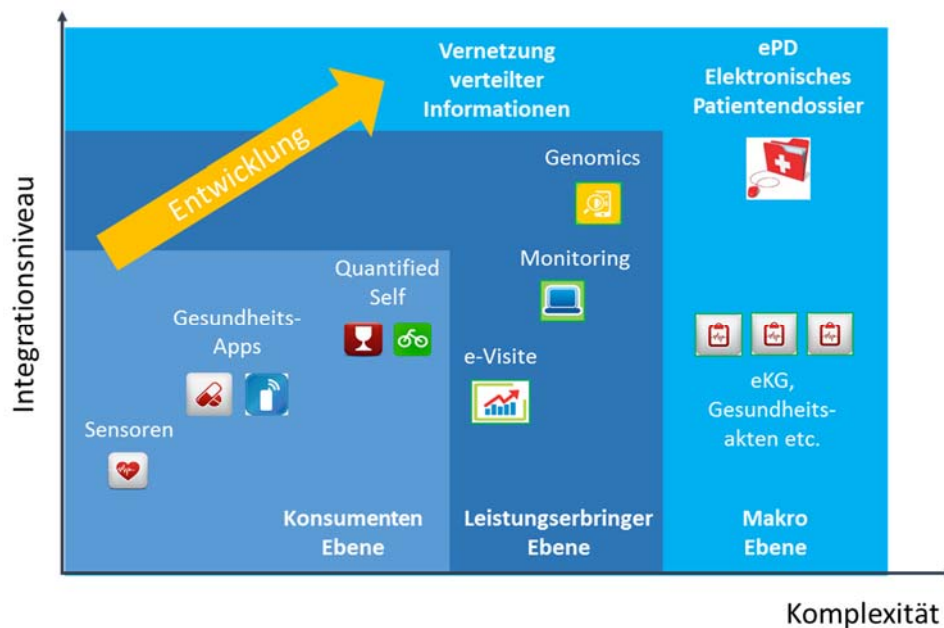 Vernetzung
verteilter
Informationen
ePD
Elektronisches
Patientendossier
Entwicklung
Genomics
Monitoring
Quantified
Self
Gesundheits-
Apps
e-Visite
Sensoren
eKG,
Gesundheits-
akten etc.
Konsumenten
Ebene
Leistungserbringer
Ebene
Makro
Ebene
Integrationsniveau
Komplexität